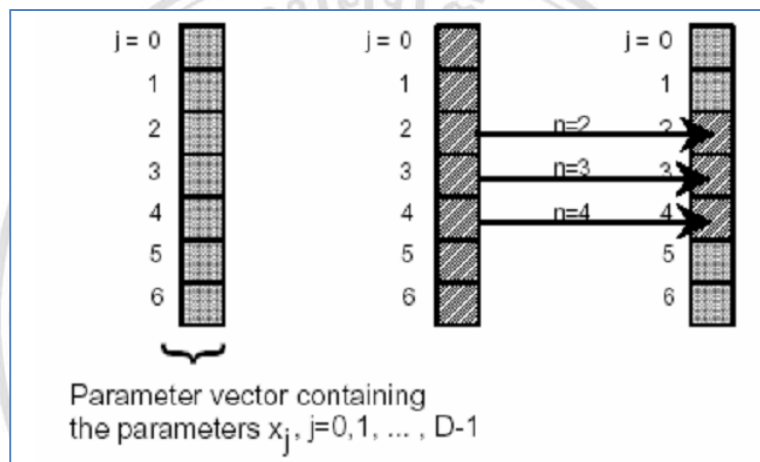 j = 0 j = 0 j = 0
1 1 1
2 2 n=2 2
3 3 n=3 3
4 4 n=4 4
5 5 5
6 6 6
Parameter vector containing
the parameters xj, j=0,1, ... , D-1